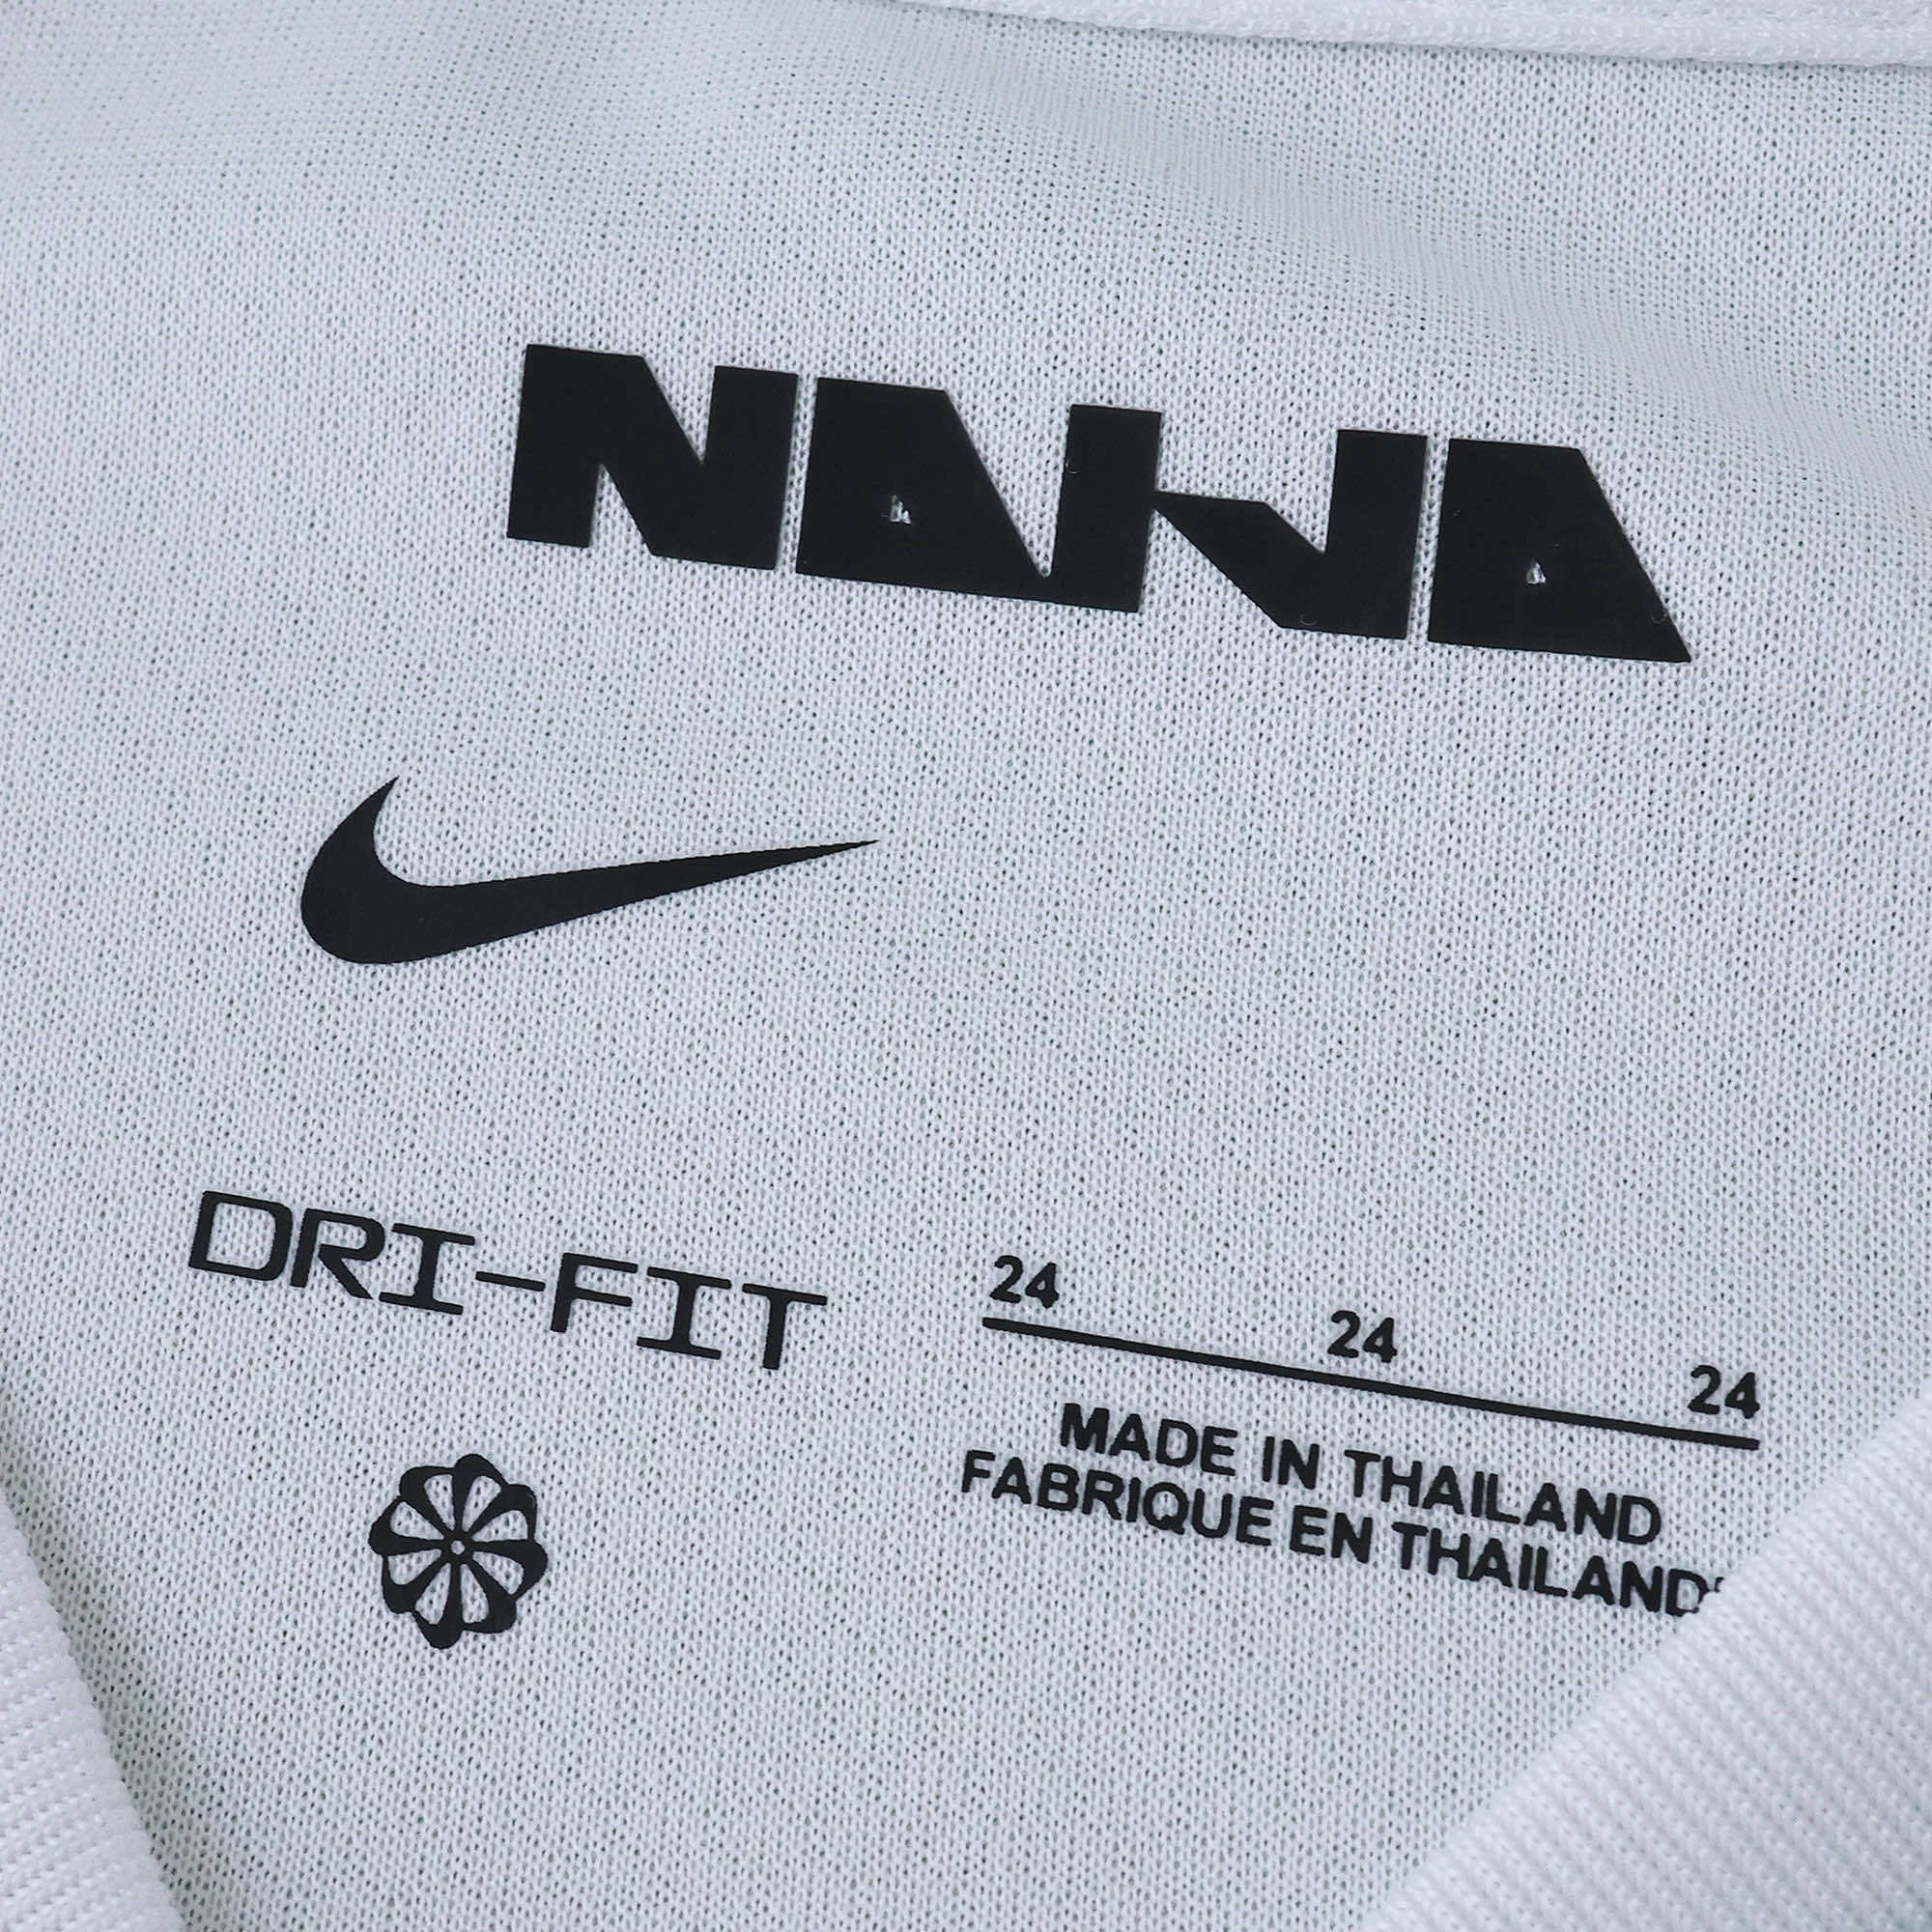 NAIJA
DRI-FIT
24 24 24
MADE IN THAILAND
FABRIQUE EN THAILANDE